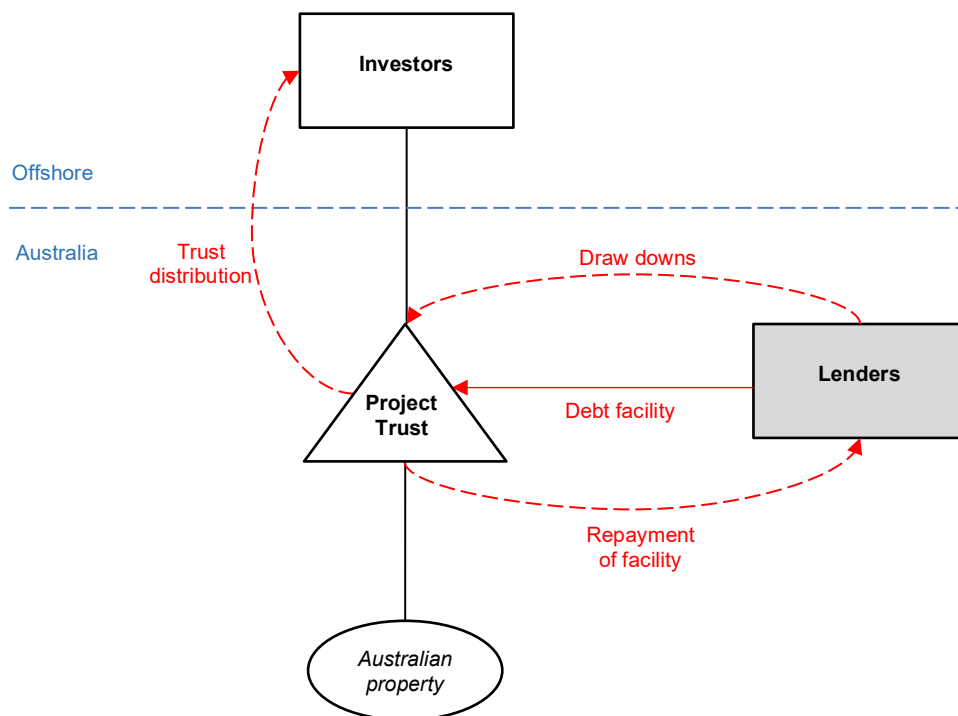 Investors
Offshore
Australia
Trust
distribution
Draw downs
Lenders
Project
Trust
Debt facility
Repayment
of facility
Australian
property